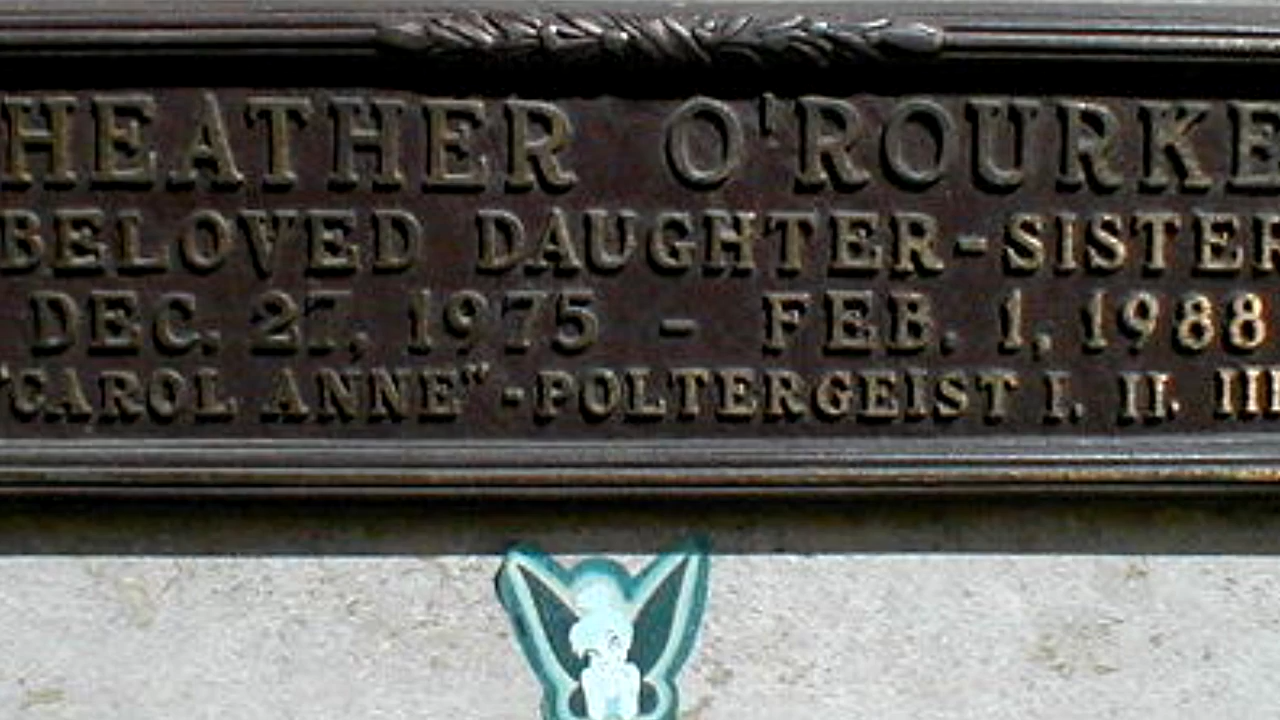 HEATHER O'ROURKE
BELOVED DAUGHTER-SISTER
DEC. 27, 1975 - FEB. 1, 1988
"CAROL ANNE"-POLTERGEIST I. II. III